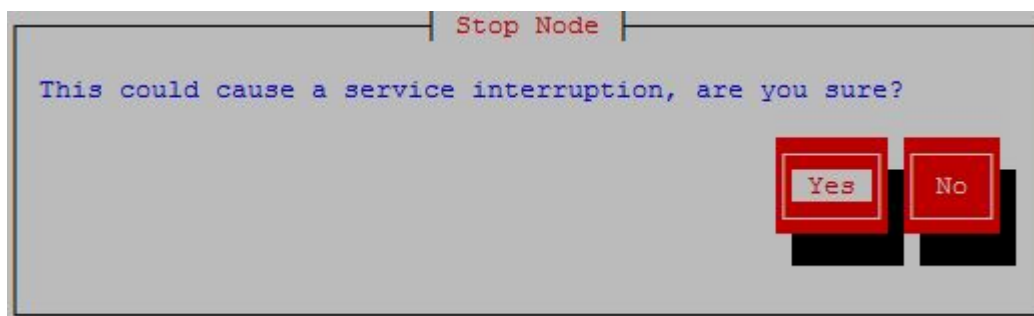 Stop Node
This could cause a service interruption, are you sure?
Yes No